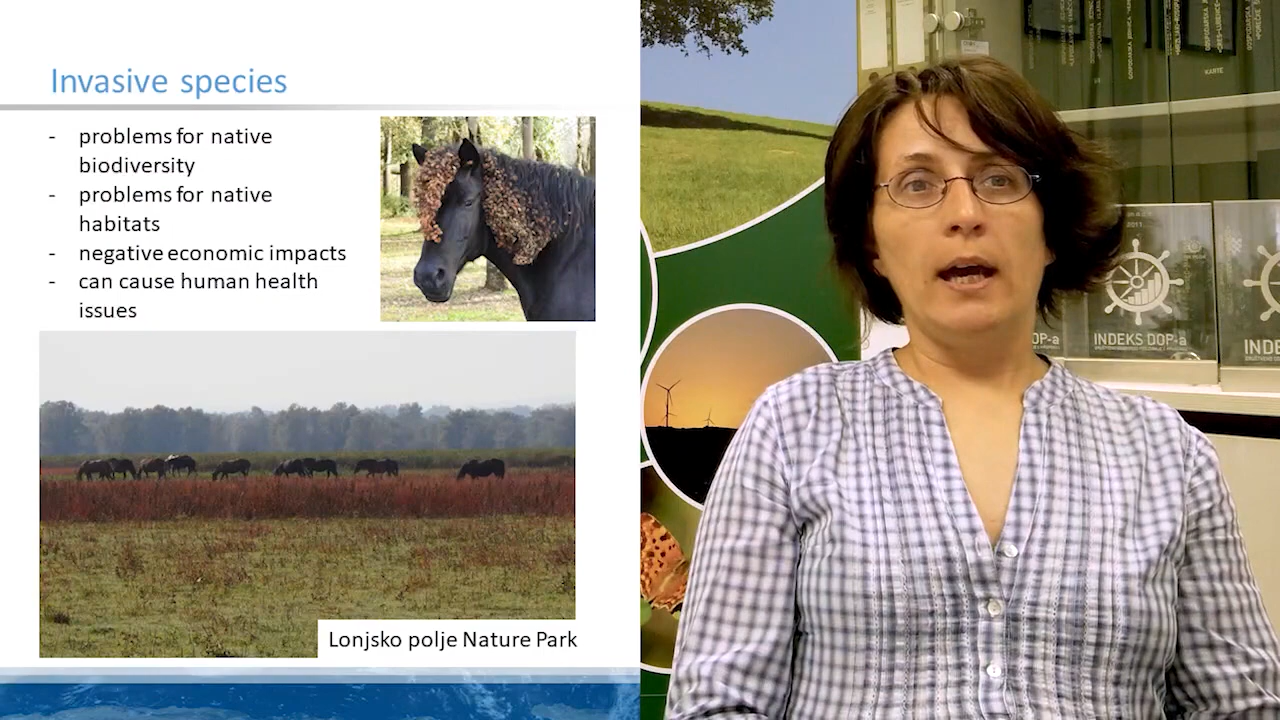 Invasive species
- problems for native
biodiversity
- problems for native
habitats
- negative economic impacts
- can cause human health
issues
Lonjsko polje Nature Park
KARTE
2011
INDEKS DOP-a
DOP-a
INDE